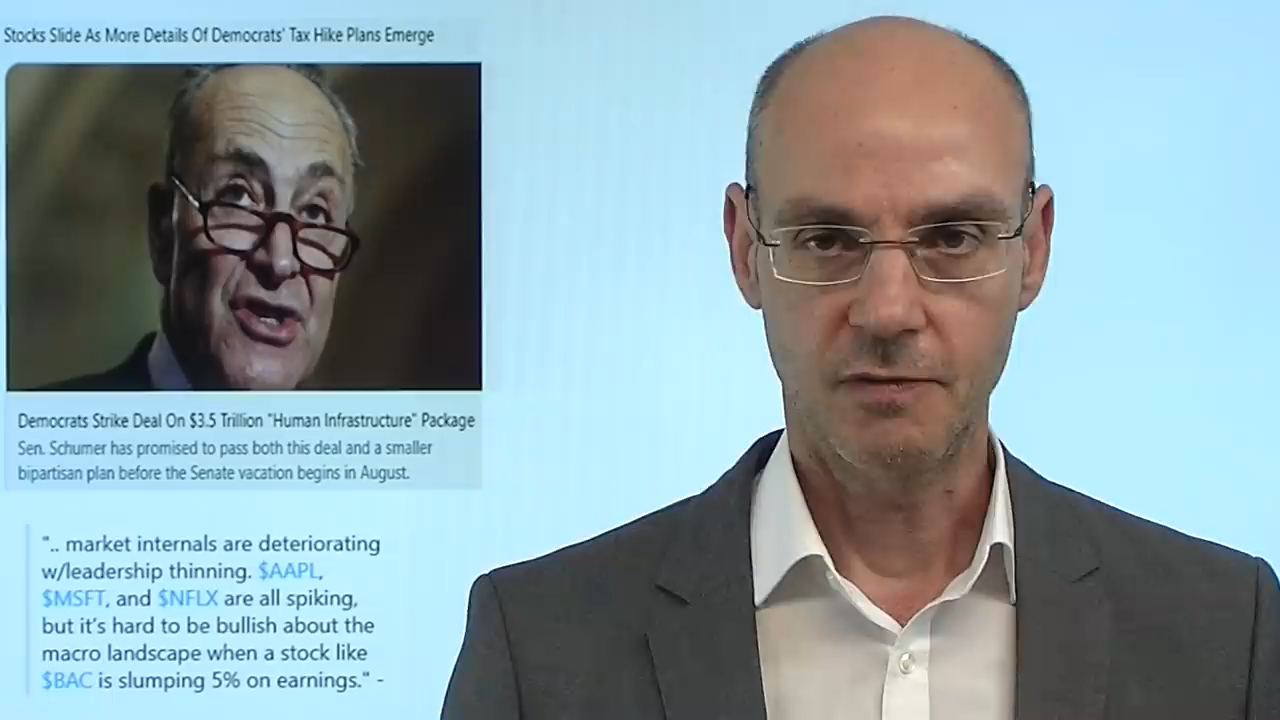 Stocks Slide As More Details Of Democrats' Tax Hike Plans Emerge
Democrats Strike Deal On $3.5 Trillion "Human Infrastructure" Package
Sen. Schumer has promised to pass both this deal and a smaller
bipartisan plan before the Senate vacation begins in August.
".. market internals are deteriorating
w/leadership thinning. $AAPL,
$MSFT, and $NFLX are all spiking,
but it's hard to be bullish about the
macro landscape when a stock like
$BAC is slumping 5% on earnings." -